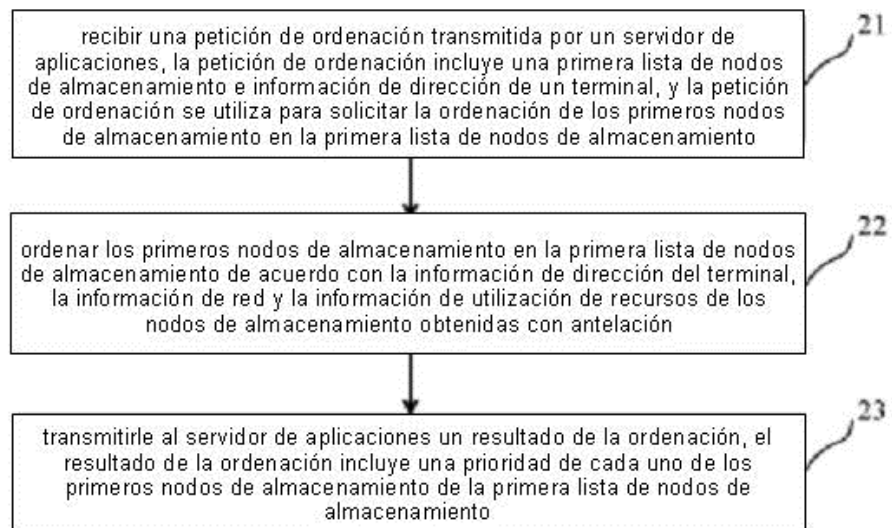 recibir una petición de ordenación transmitida por un servidor de
aplicaciones, la petición de ordenación incluye una primera lista de nodos
de almacenamiento e información de dirección de un terminal, y la petición
de ordenación se utiliza para solicitar la ordenación de los primeros nodos
de almacenamiento en la primera lista de nodos de almacenamiento
21
ordenar los primeros nodos de almacenamiento en la primera lista de nodos
de almacenamiento de acuerdo con la información de dirección del terminal,
la información de red y la información de utilización de recursos de los
nodos de almacenamiento obtenidas con antelación
22
transmitirle al servidor de aplicaciones un resultado de la ordenación, el
resultado de la ordenación incluye una prioridad de cada uno de los
primeros nodos de almacenamiento de la primera lista de nodos de
almacenamiento
23